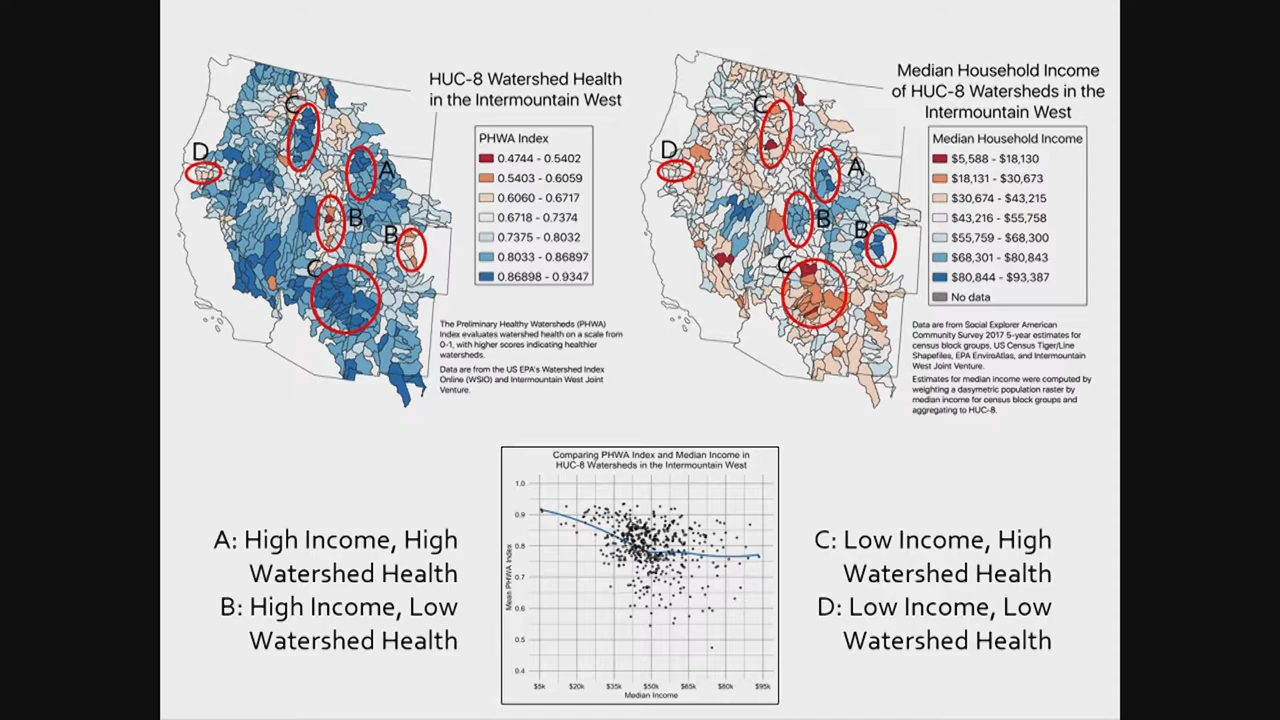 HUC-8 Watershed Health
in the Intermountain West
PHWA Index
0.4744 - 0.5402
0.5403 - 0.6059
0.6060 - 0.6717
0.6718 - 0.7374
0.7375 - 0.8032
0.8033 - 0.86897
0.86898 - 0.9347
C
D
A
B
B
C
The Preliminary Healthy Watersheds (PHWA)
Index evaluates watershed health on a scale from
0-1, with higher scores indicating healthier
watersheds.
Data are from the US EPA's Watershed Index
Online (WSIO) and Intermountain West Joint
Venture.
Median Household Income
of HUC-8 Watersheds in the
Intermountain West
Median Household Income
$5,588 - $18,130
$18,131 - $30,673
$30,674 - $43,215
$43,216 - $55,758
$55,759 - $68,300
$68,301 - $80,843
$80,844 - $93,387
No data
C
D
A
B
B
C
Data are from Social Explorer American
Community Survey 2017 5-year estimates for
census block groups, US Census Tiger/Line
Shapefiles, EPA EnviroAtlas, and Intermountain
West Joint Venture.
Estimates for median income were computed by
weighting a dasymetric population raster by
median income for census block groups and
aggregating to HUC-8.
A: High Income, High
Watershed Health
B: High Income, Low
Watershed Health
Comparing PHWA Index and Median Income in
HUC-8 Watersheds in the Intermountain West
Mean PHWA Index
1.0
0.9
0.8
0.7
0.6
0.5
0.4
$5k $20k $35k $50k $65k $80k $95k
Median Income
C: Low Income, High
Watershed Health
D: Low Income, Low
Watershed Health